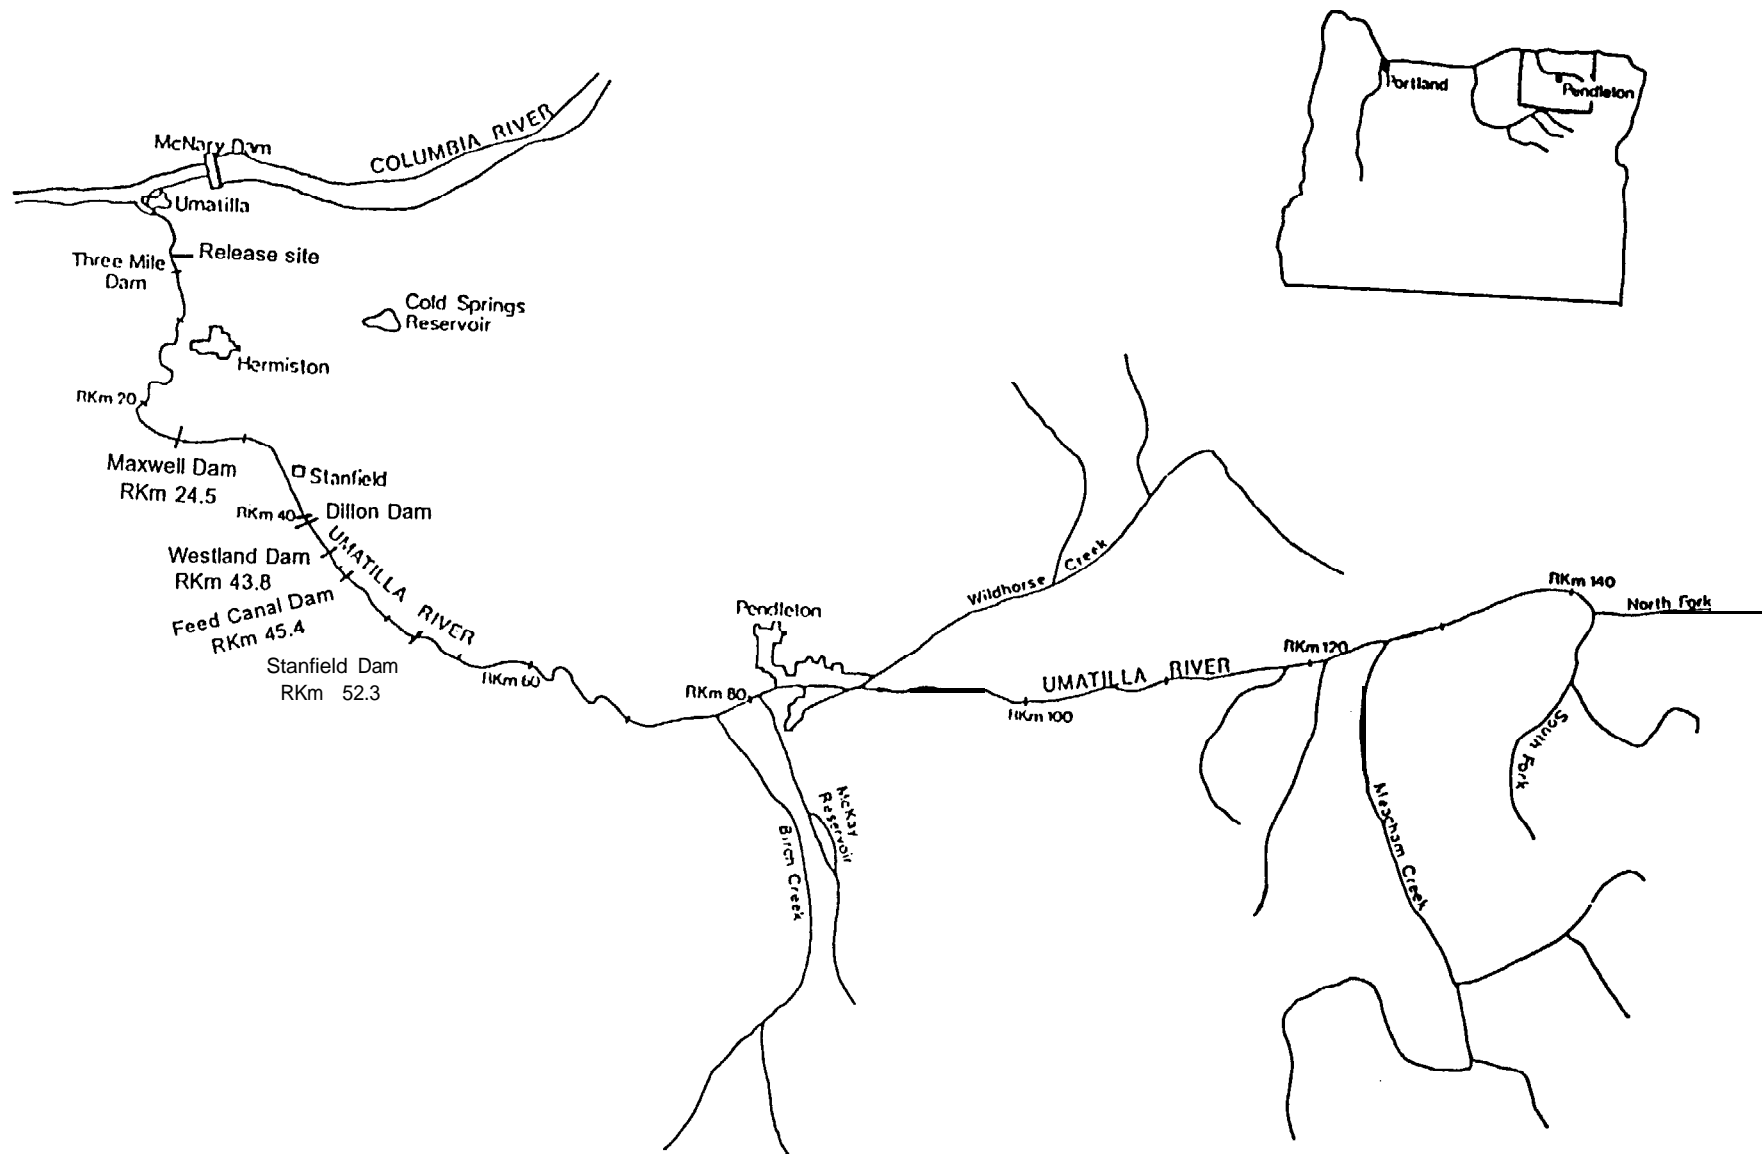 Portland
Pendleton
McNary Dam
COLUMBIA RIVER
Umatilla
Release site
Three Mile
Dam
Cold Springs
Reservoir
Hermiston
RKm 20
Maxwell Dam
RKm 24.5
Stanfield
RKm 40
Dillon Dam
UMATILLA RIVER
Westland Dam
RKm 43.8
Feed Canal Dam
RKm 45.4
Stanfield Dam
RKm 52.3
RKm 60
Pendleton
RKm 80
Wildhorse Creek
UMATILLA RIVER
RKm 100
RKm 120
RKm 140
North Fork
South Fork
McKay
Reservoir
Birch Creek
Meacham Creek